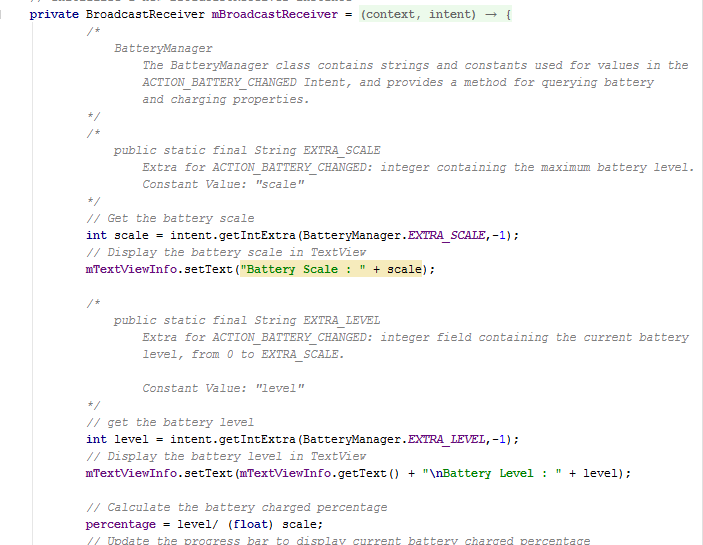 private BroadcastReceiver mBroadcastReceiver = (context, intent) → {
/*
BatteryManager
The BatteryManager class contains strings and constants used for values in the
ACTION_BATTERY_CHANGED Intent, and provides a method for querying battery
and charging properties.
*/
/*
public static final String EXTRA_SCALE
Extra for ACTION_BATTERY_CHANGED: integer containing the maximum battery level.
Constant Value: "scale"
*/
// Get the battery scale
int scale = intent.getIntExtra(BatteryManager.EXTRA_SCALE,-1);
// Display the battery scale in TextView
mTextViewInfo.setText("Battery Scale : " + scale);
/*
public static final String EXTRA_LEVEL
Extra for ACTION_BATTERY_CHANGED: integer field containing the current battery
level, from 0 to EXTRA_SCALE.
Constant Value: "level"
*/
// get the battery level
int level = intent.getIntExtra(BatteryManager.EXTRA_LEVEL,-1);
// Display the battery level in TextView
mTextViewInfo.setText(mTextViewInfo.getText() + "\nBattery Level : " + level);
// Calculate the battery charged percentage
percentage = level/ (float) scale;
// Update the progress bar to display current battery charged percentage